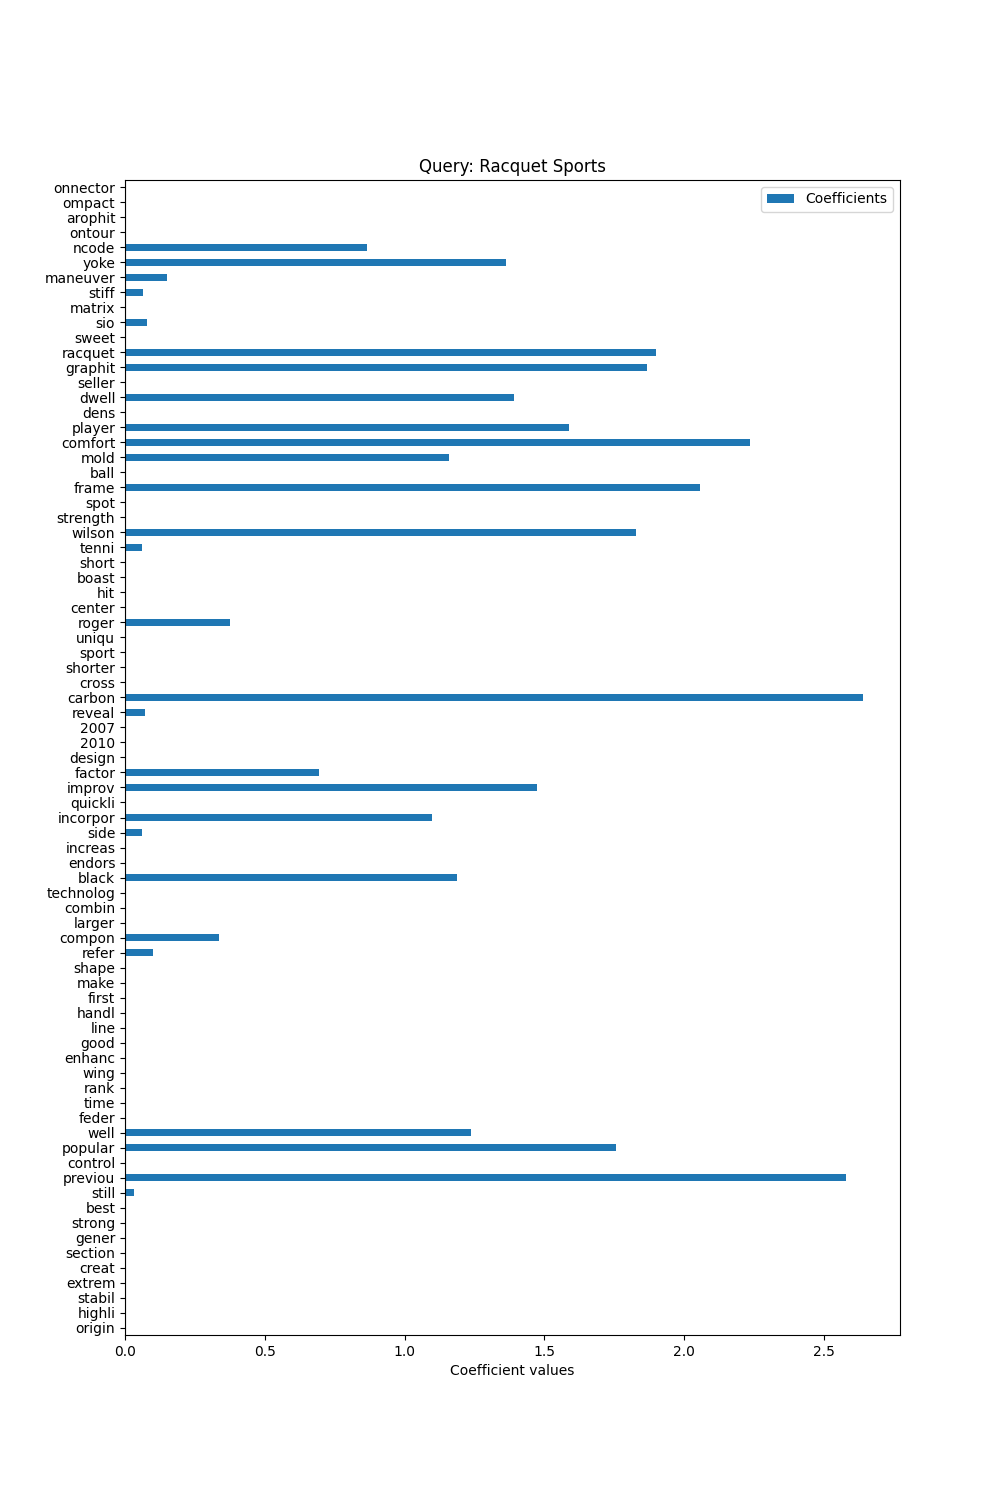 Query: Racquet Sports
Coefficients
onnector
ompact
arophit
ontour
ncode
yoke
maneuver
stiff
matrix
sio
sweet
racquet
graphit
seller
dwell
dens
player
comfort
mold
ball
frame
spot
strength
wilson
tenni
short
boast
hit
center
roger
uniqu
sport
shorter
cross
carbon
reveal
2007
2010
design
factor
improv
quickli
incorpor
side
increas
endors
black
technolog
combin
larger
compon
refer
shape
make
first
handl
line
good
enhanc
wing
rank
time
feder
well
popular
control
previou
still
best
strong
gener
section
creat
extrem
stabil
highli
origin
0.0 0.5 1.0 1.5 2.0 2.5
Coefficient values